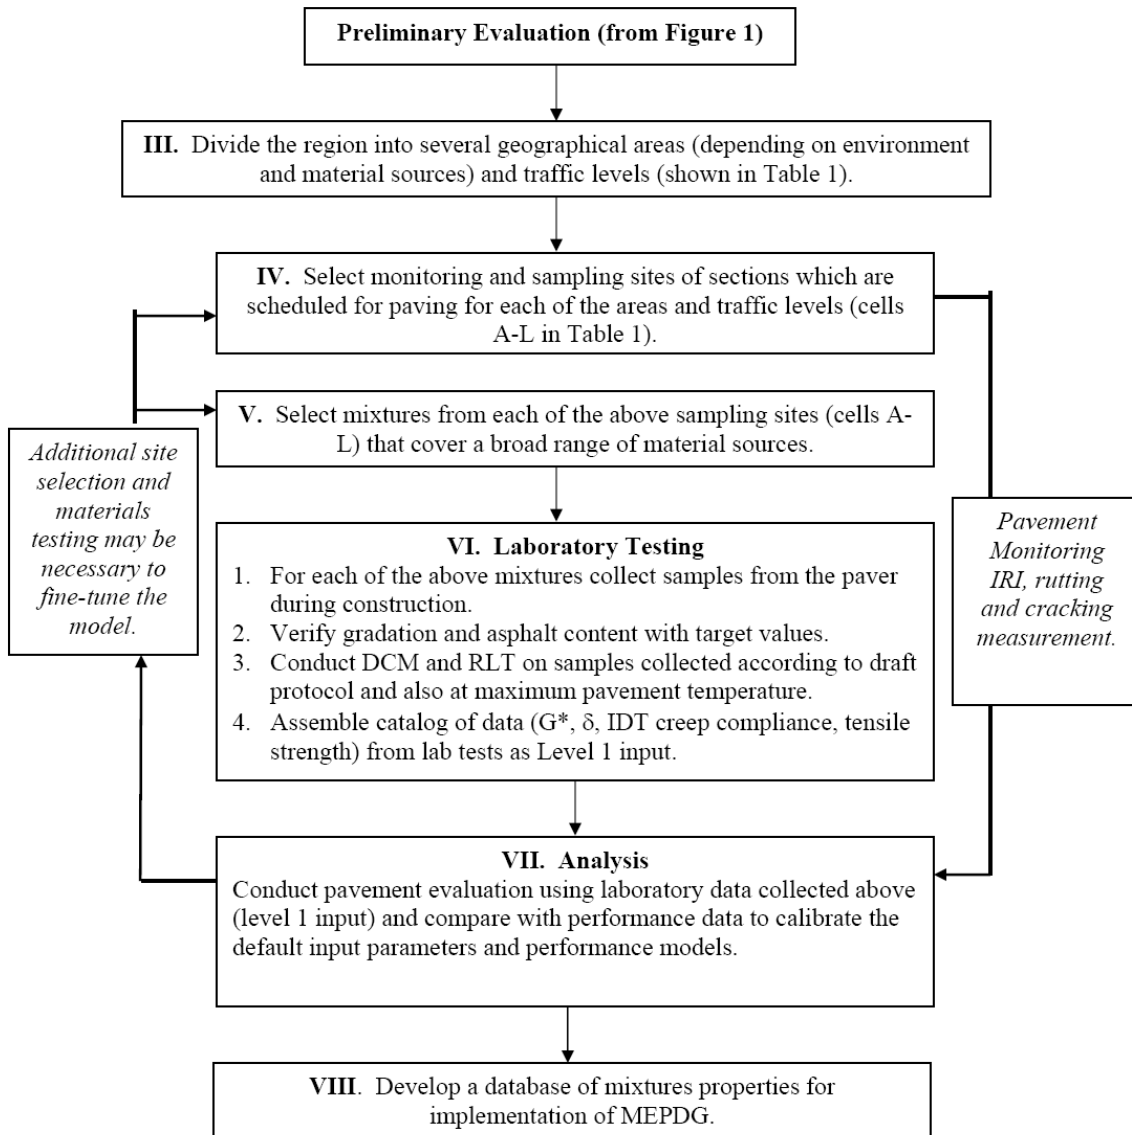 Preliminary Evaluation (from Figure 1)
III. Divide the region into several geographical areas (depending on environment
and material sources) and traffic levels (shown in Table 1).
IV. Select monitoring and sampling sites of sections which are
scheduled for paving for each of the areas and traffic levels (cells
A-L in Table 1).
V. Select mixtures from each of the above sampling sites (cells A-
L) that cover a broad range of material sources.
Additional site
selection and
materials
testing may be
necessary to
fine-tune the
model.
VI. Laboratory Testing
1. For each of the above mixtures collect samples from the paver
during construction.
2. Verify gradation and asphalt content with target values.
3. Conduct DCM and RLT on samples collected according to draft
protocol and also at maximum pavement temperature.
4. Assemble catalog of data (G*, δ, IDT creep compliance, tensile
strength) from lab tests as Level 1 input.
Pavement
Monitoring
IRI, rutting
and cracking
measurement.
VII. Analysis
Conduct pavement evaluation using laboratory data collected above
(level 1 input) and compare with performance data to calibrate the
default input parameters and performance models.
VIII. Develop a database of mixtures properties for
implementation of MEPDG.